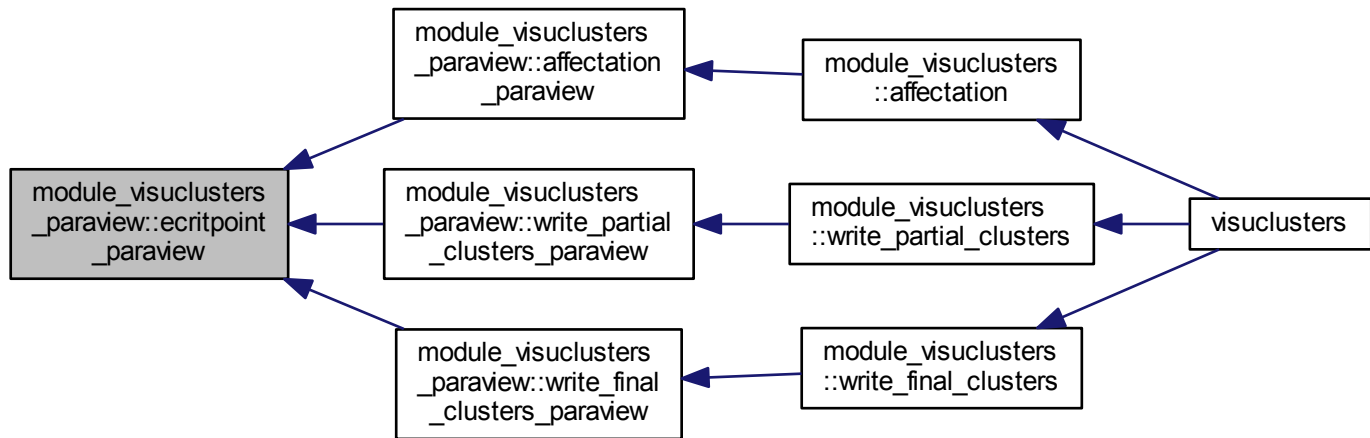 module_visuclusters
_paraview::affectation
_paraview
module_visuclusters
::affectation
module_visuclusters
_paraview::ecritpoint
_paraview
module_visuclusters
_paraview::write_partial
_clusters_paraview
module_visuclusters
::write_partial_clusters
visuclusters
module_visuclusters
_paraview::write_final
_clusters_paraview
module_visuclusters
::write_final_clusters